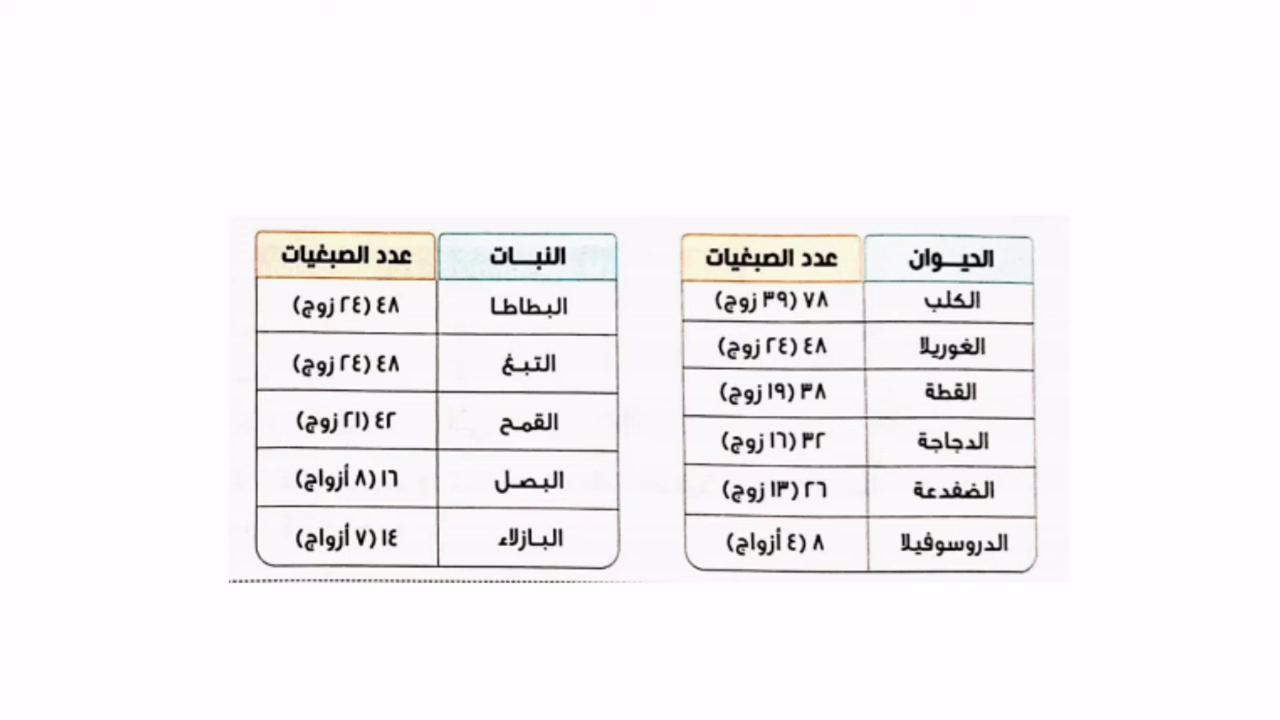 الحيوان عدد الصبغيات
الكلب ٧٨ (٣٩ زوج)
الغوريلا ٤٨ (٢٤ زوج)
القطة ٣٨ (١٩ زوج)
الدجاجة ٣٢ (١٦ زوج)
الضفدعة ٢٦ (١٣ زوج)
الدروسوفيلا ٨ (٤ أزواج)
النبات عدد الصبغيات
البطاطا ٤٨ (٢٤ زوج)
التبغ ٤٨ (٢٤ زوج)
القمح ٤٢ (٢١ زوج)
البصل ١٦ (٨ أزواج)
البازلاء ١٤ (٧ أزواج)